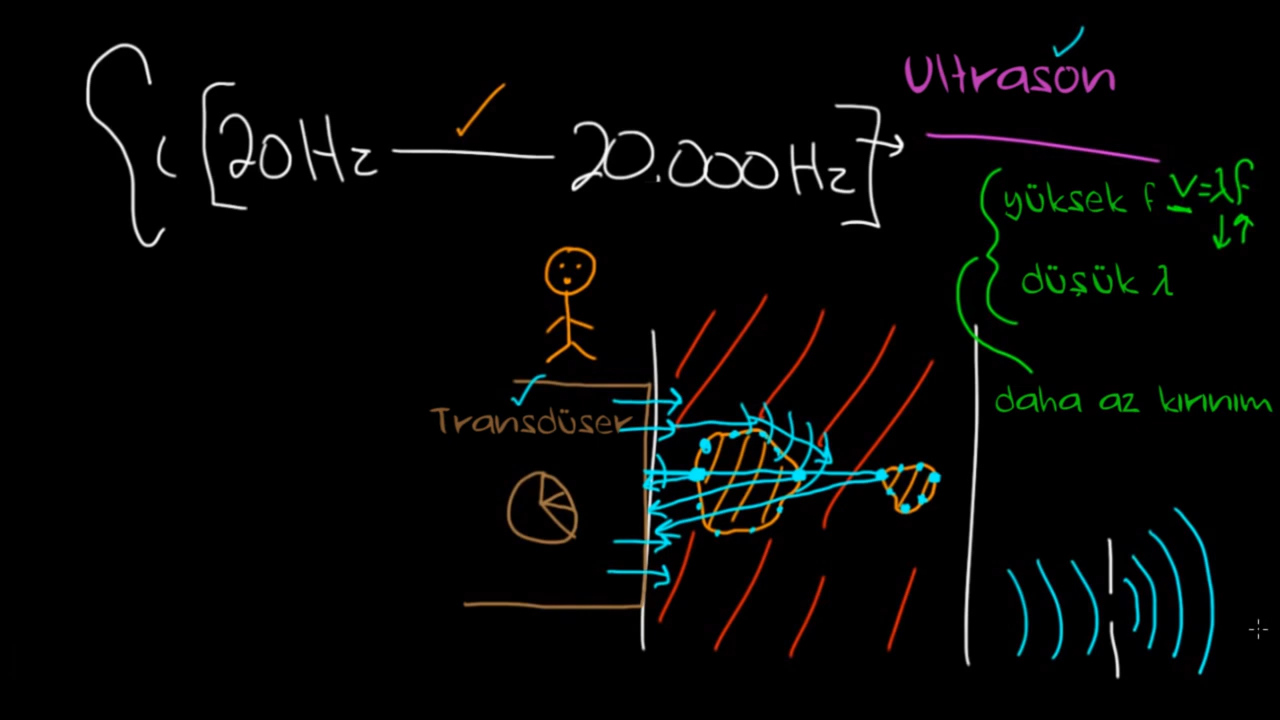 Ultrason
[20Hz — 20.000Hz]
yüksek f v=λf
düşük λ
daha az kırınım
Transdüser